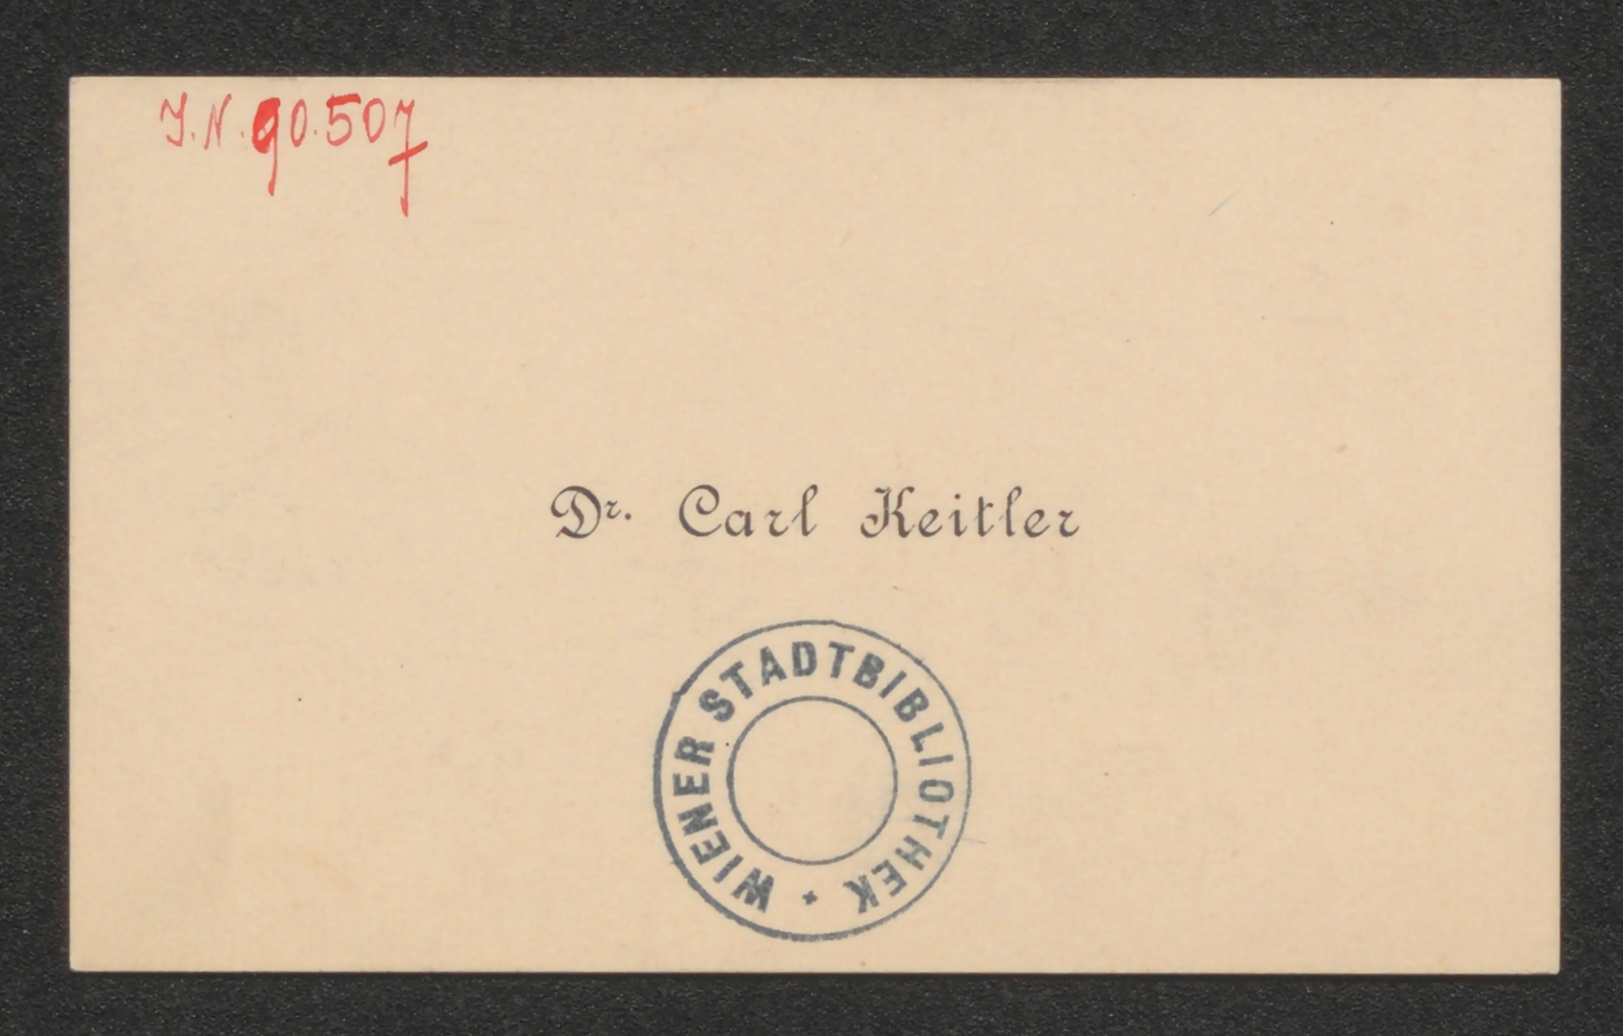 J.N. 90.507
Dr. Carl Keitler
WIENER STADTBIBLIOTHEK *